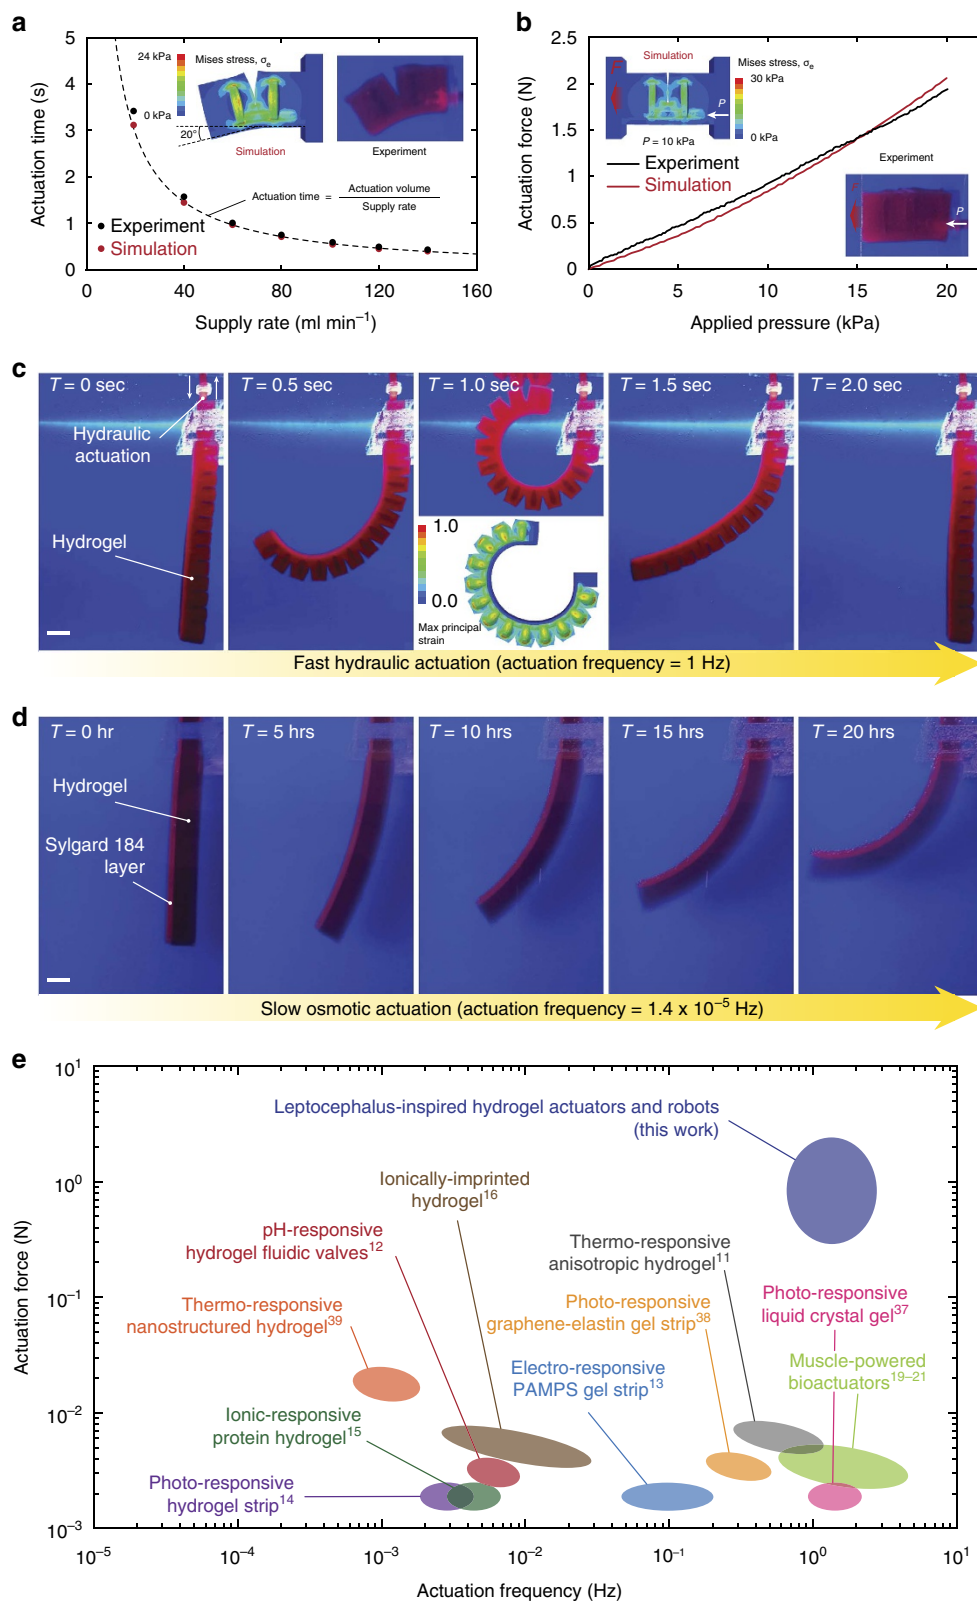 a
5
4
3
2
1
0
Actuation time (s)
0
40
80
120
160
Supply rate (ml min⁻¹)
24 kPa
0 kPa
Mises stress, σₑ
20°
Simulation
Experiment
Actuation time = Actuation volume / Supply rate
Experiment
Simulation
b
2.5
2
1.5
1
0.5
0
Actuation force (N)
0
5
10
15
20
Applied pressure (kPa)
Simulation
Mises stress, σₑ
30 kPa
0 kPa
P
P = 10 kPa
Experiment
Simulation
Experiment
P
c
T = 0 sec
T = 0.5 sec
T = 1.0 sec
T = 1.5 sec
T = 2.0 sec
Hydraulic
actuation
Hydrogel
1.0
0.0
Max principal
strain
Fast hydraulic actuation (actuation frequency = 1 Hz)
d
T = 0 hr
T = 5 hrs
T = 10 hrs
T = 15 hrs
T = 20 hrs
Hydrogel
Sylgard 184
layer
Slow osmotic actuation (actuation frequency = 1.4 x 10⁻⁵ Hz)
e
10¹
10⁰
10⁻¹
10⁻²
10⁻³
Actuation force (N)
Leptocephalus-inspired hydrogel actuators and robots
(this work)
Ionically-imprinted
hydrogel¹⁶
pH-responsive
hydrogel fluidic valves¹²
Thermo-responsive
anisotropic hydrogel¹¹
Thermo-responsive
nanostructured hydrogel³⁹
Photo-responsive
graphene-elastin gel strip³⁸
Photo-responsive
liquid crystal gel³⁷
Electro-responsive
PAMPS gel strip¹³
Muscle-powered
bioactuators¹⁹⁻²¹
Ionic-responsive
protein hydrogel¹⁵
Photo-responsive
hydrogel strip¹⁴
10⁻⁵
10⁻⁴
10⁻³
10⁻²
10⁻¹
10⁰
10¹
Actuation frequency (Hz)